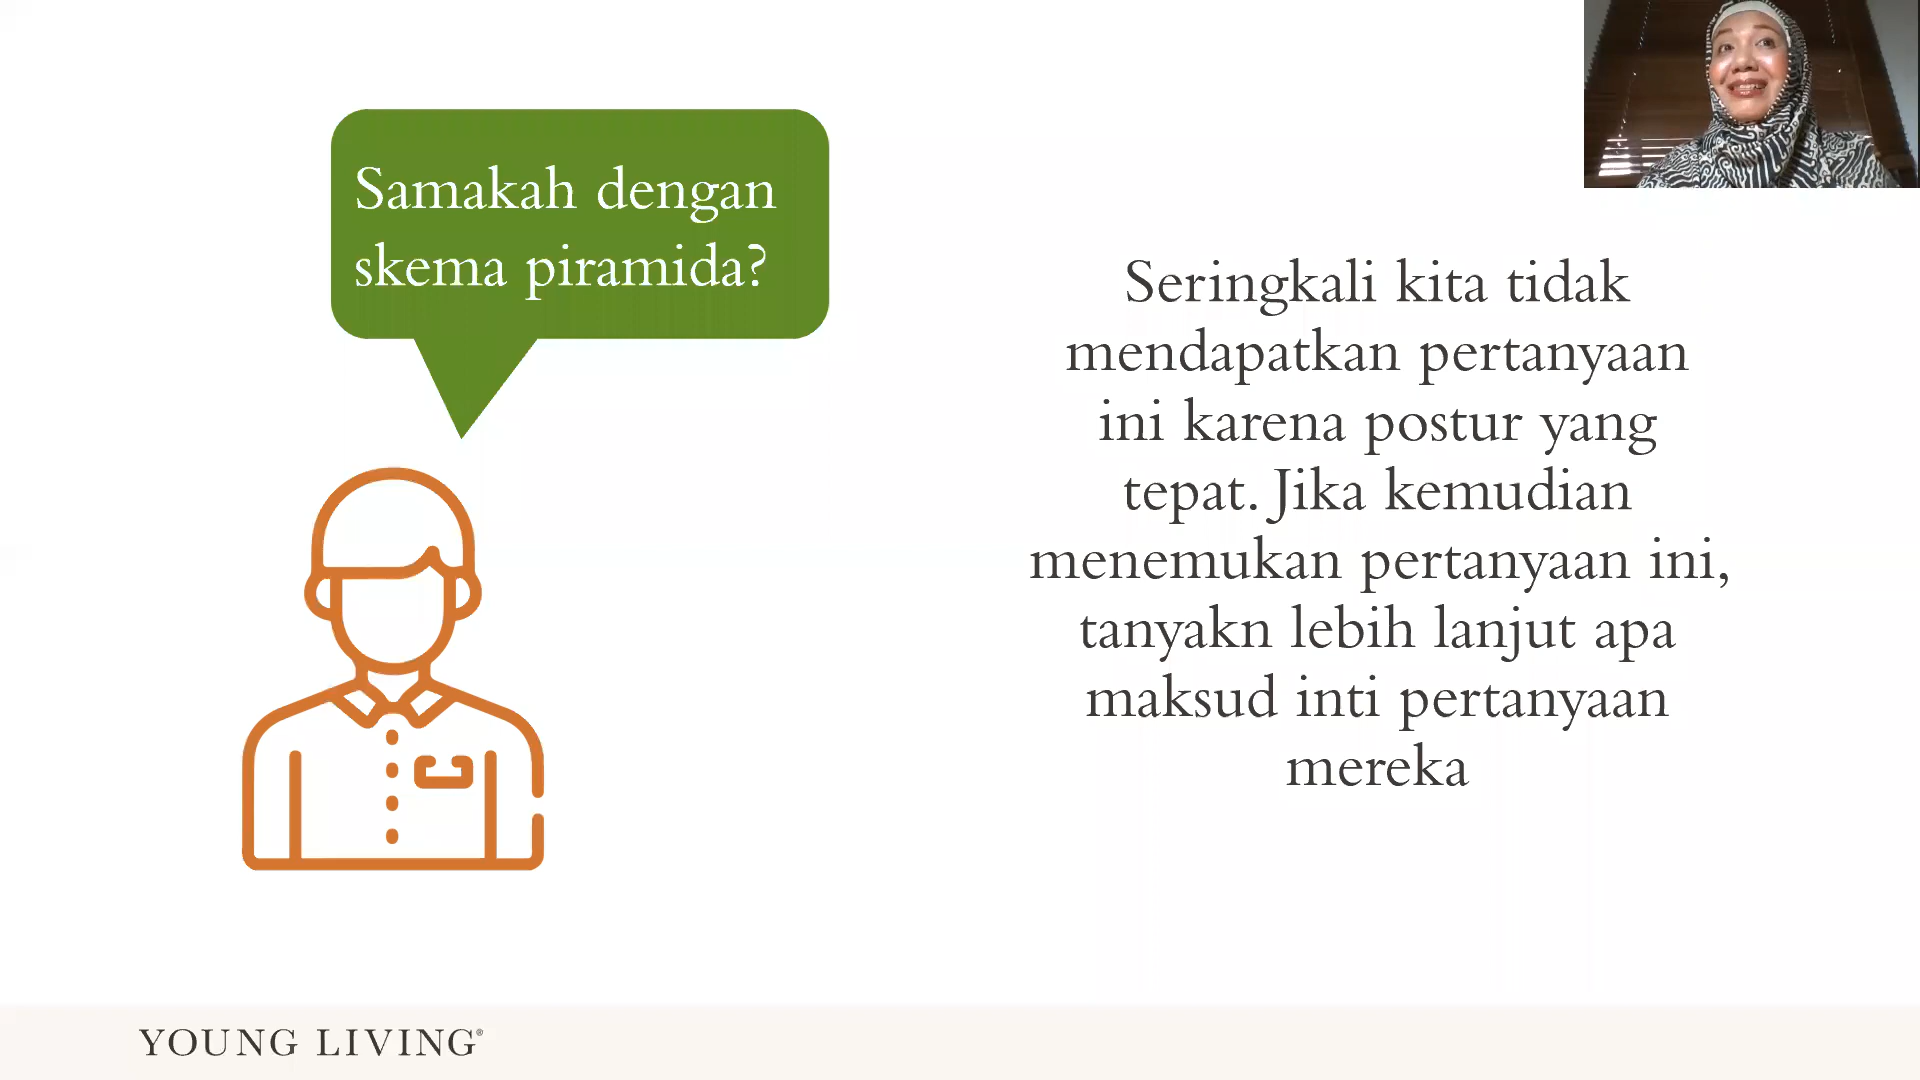 Samakah dengan
skema piramida?
Seringkali kita tidak
mendapatkan pertanyaan
ini karena postur yang
tepat. Jika kemudian
menemukan pertanyaan ini,
tanyakn lebih lanjut apa
maksud inti pertanyaan
mereka
YOUNG LIVING®